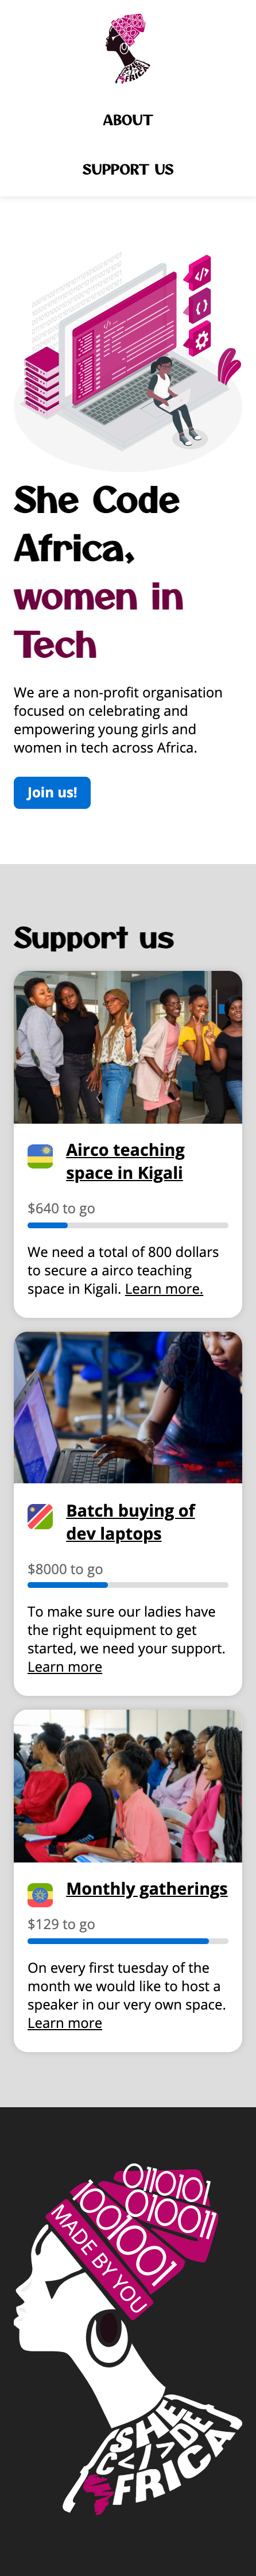 SHE
C</>DE
AFRICA
ABOUT
SUPPORT US
</>
{}
She Code
Africa,
women in
Tech
We are a non-profit organisation
focused on celebrating and
empowering young girls and
women in tech across Africa.
Join us!
Support us
Airco teaching
space in Kigali
$640 to go
We need a total of 800 dollars
to secure a airco teaching
space in Kigali. Learn more.
Batch buying of
dev laptops
$8000 to go
To make sure our ladies have
the right equipment to get
started, we need your support.
Learn more
Monthly gatherings
$129 to go
On every first tuesday of the
month we would like to host a
speaker in our very own space.
Learn more
0110101
010011
1001001
MADE BY YOU
SHE
C</>DE
AFRICA